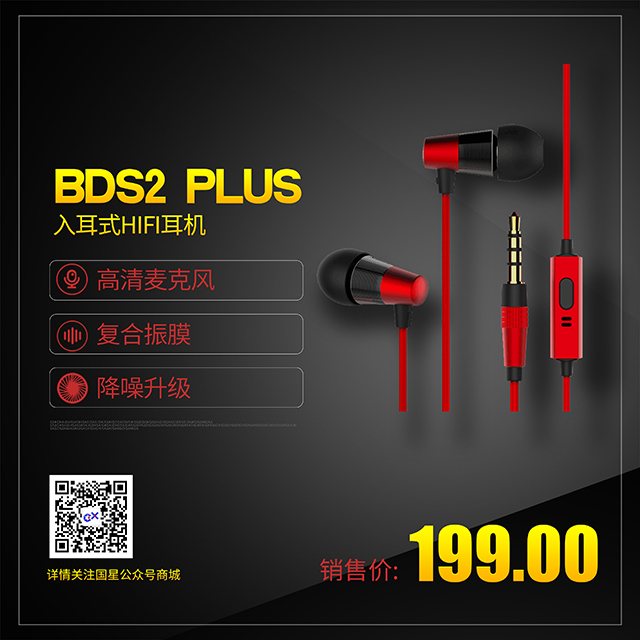 BDS2 PLUS
入耳式HIFI耳机
高清麦克风
复合振膜
降噪升级
GX
详情关注国星公众号商城
销售价: 199.00